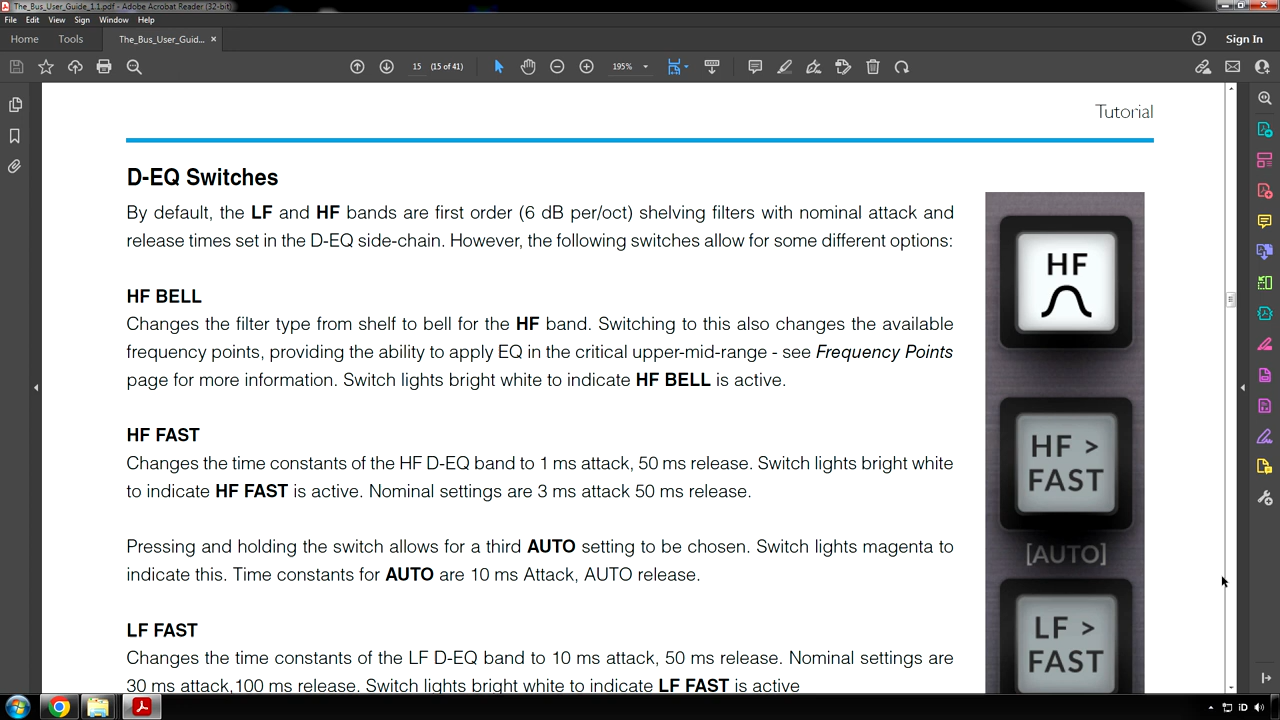 The_Bus_User_Guide_1.1.pdf - Adobe Acrobat Reader (32-bit)
File Edit View Sign Window Help
Home Tools The_Bus_User_Guid... × Sign In
15 (15 of 41) 195%
Tutorial
D-EQ Switches
By default, the LF and HF bands are first order (6 dB per/oct) shelving filters with nominal attack and
release times set in the D-EQ side-chain. However, the following switches allow for some different options:
HF BELL
Changes the filter type from shelf to bell for the HF band. Switching to this also changes the available
frequency points, providing the ability to apply EQ in the critical upper-mid-range - see Frequency Points
page for more information. Switch lights bright white to indicate HF BELL is active.
HF FAST
Changes the time constants of the HF D-EQ band to 1 ms attack, 50 ms release. Switch lights bright white
to indicate HF FAST is active. Nominal settings are 3 ms attack 50 ms release.
Pressing and holding the switch allows for a third AUTO setting to be chosen. Switch lights magenta to
indicate this. Time constants for AUTO are 10 ms Attack, AUTO release.
LF FAST
Changes the time constants of the LF D-EQ band to 10 ms attack, 50 ms release. Nominal settings are
30 ms attack,100 ms release. Switch lights bright white to indicate LF FAST is active
HF
HF >
FAST
[AUTO]
LF >
FAST
iD